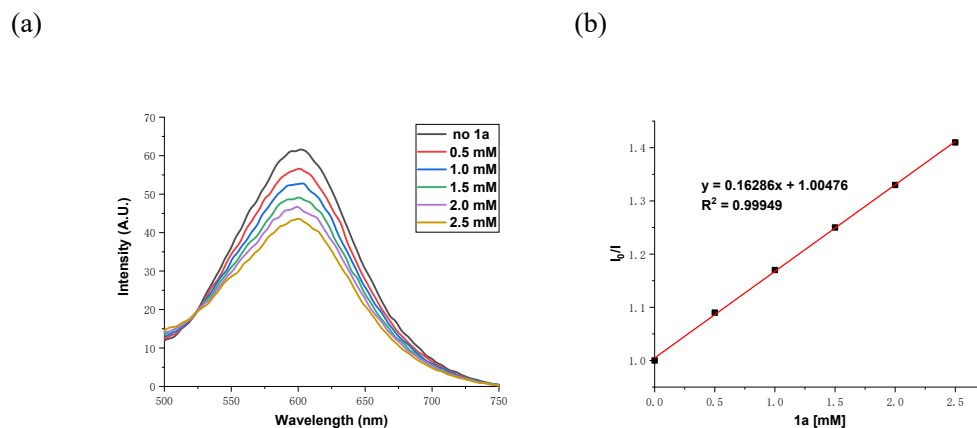 (a)
(b)
70
60
50
40
30
20
10
0
500
550
600
650
700
750
Intensity (A.U.)
Wavelength (nm)
no 1a
0.5 mM
1.0 mM
1.5 mM
2.0 mM
2.5 mM
1.4
1.3
1.2
1.1
1.0
0.0
0.5
1.0
1.5
2.0
2.5
I₀/I
1a [mM]
y = 0.16286x + 1.00476
R² = 0.99949